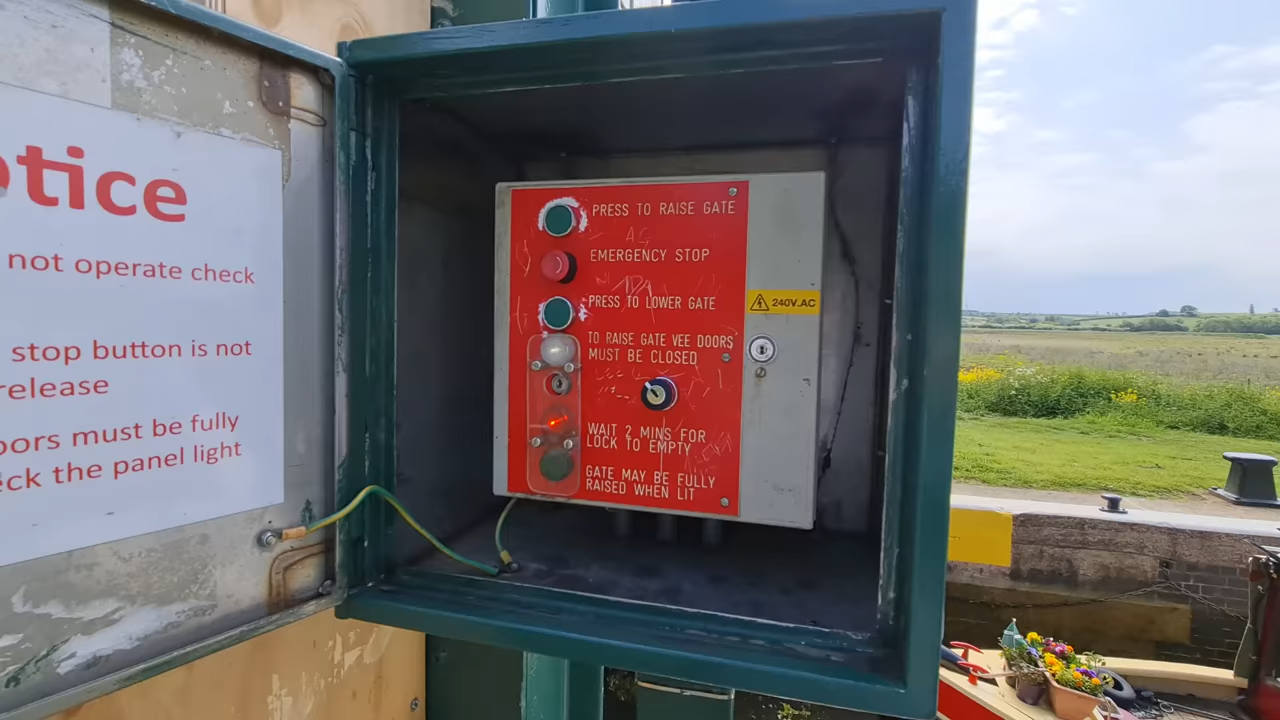 otice
not operate check
stop button is not
release
oors must be fully
eck the panel light
PRESS TO RAISE GATE
EMERGENCY STOP
PRESS TO LOWER GATE
TO RAISE GATE VEE DOORS
MUST BE CLOSED
240V.AC
WAIT 2 MINS FOR
LOCK TO EMPTY
GATE MAY BE FULLY
RAISED WHEN LIT